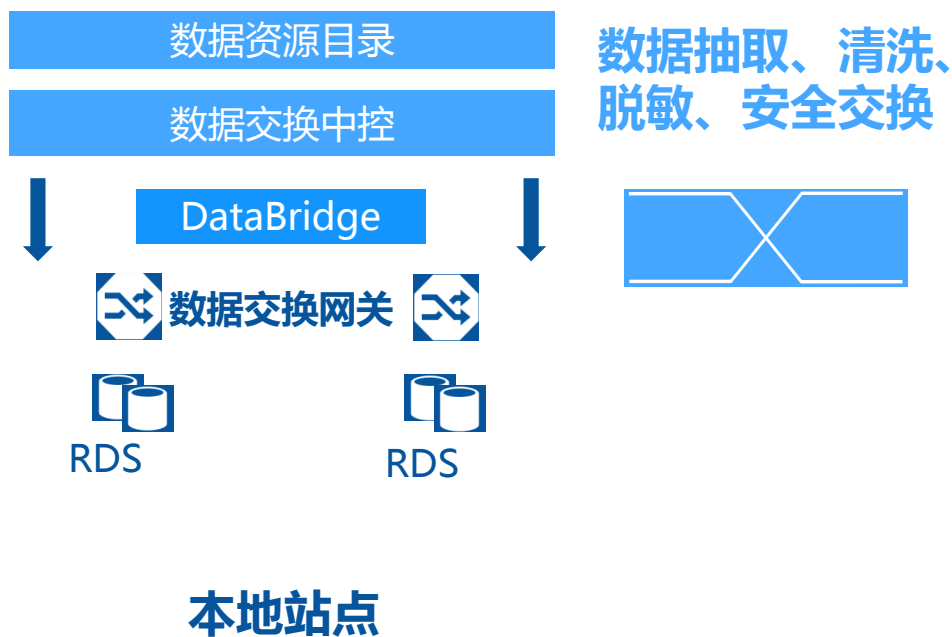 数据资源目录
数据抽取、清洗、
脱敏、安全交换
数据交换中控
DataBridge
数据交换网关
RDS
RDS
本地站点